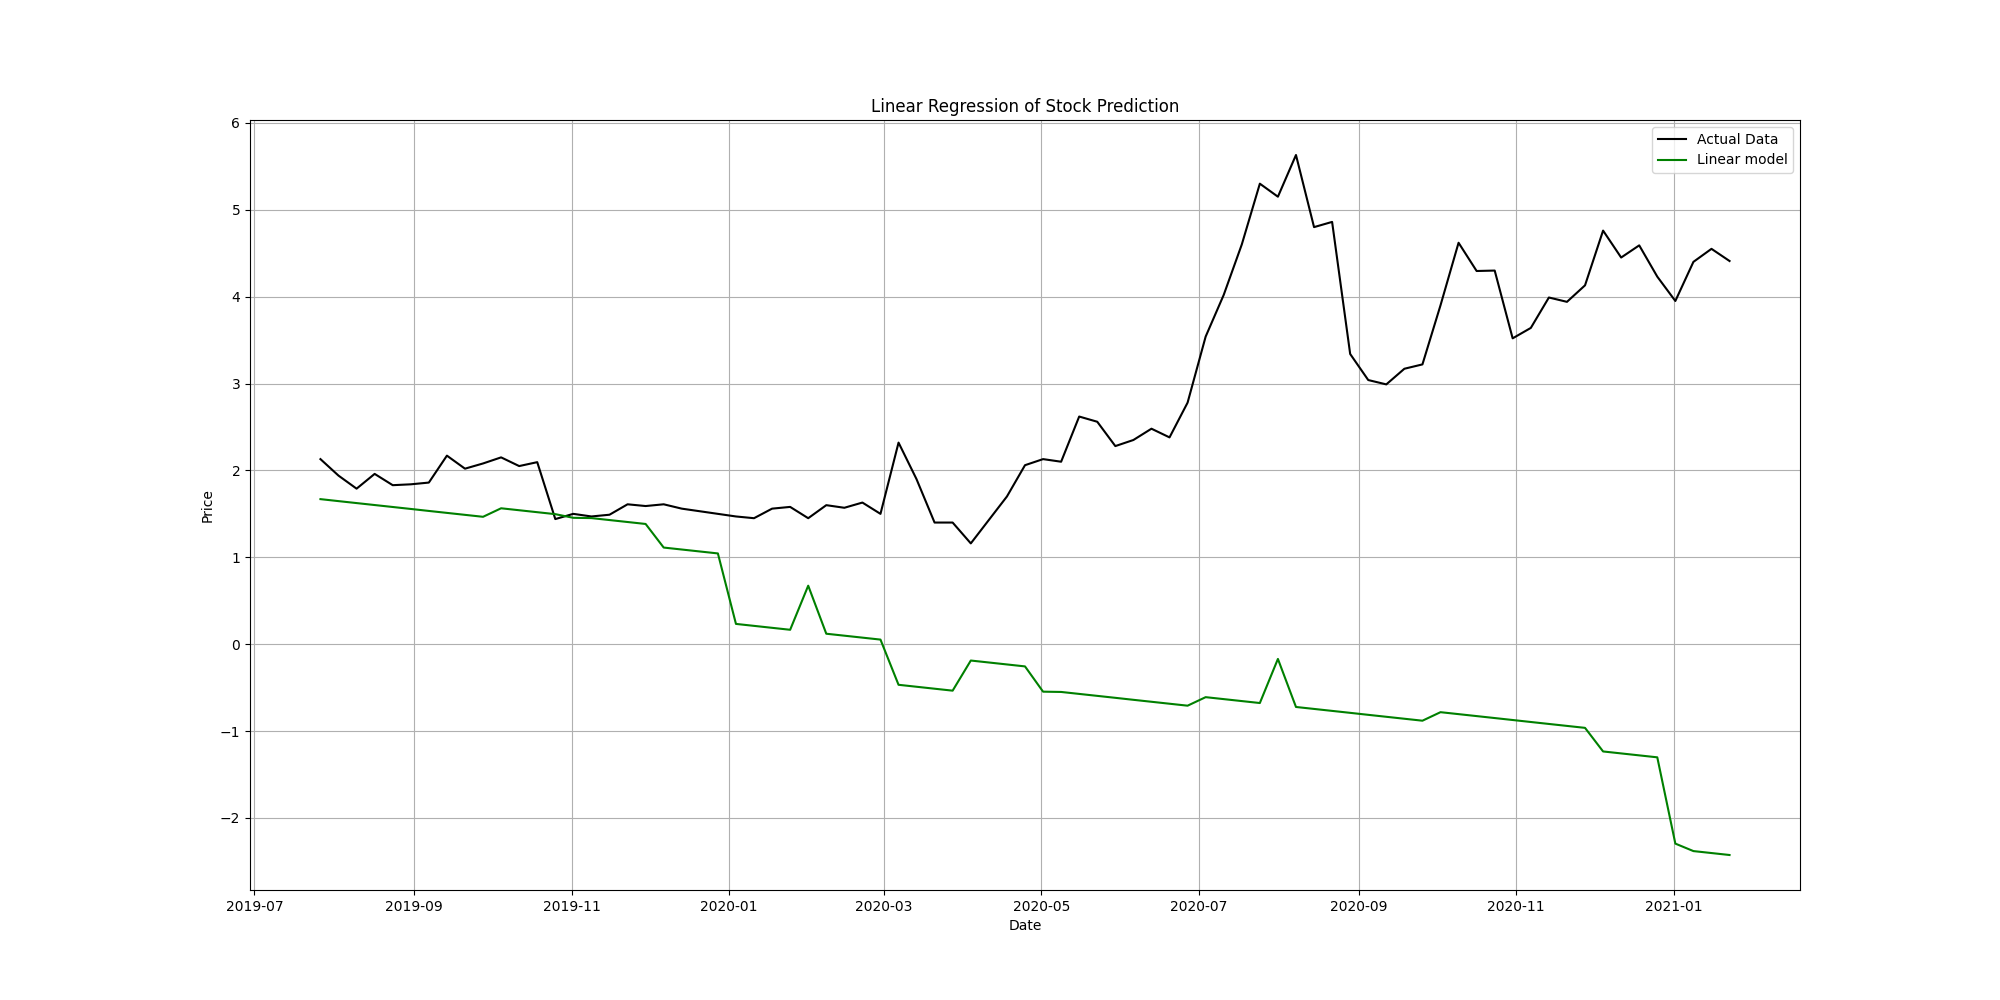 Linear Regression of Stock Prediction
6
5
4
3
2
1
0
−1
−2
Price
Actual Data
Linear model
2019-07 2019-09 2019-11 2020-01 2020-03 2020-05 2020-07 2020-09 2020-11 2021-01
Date